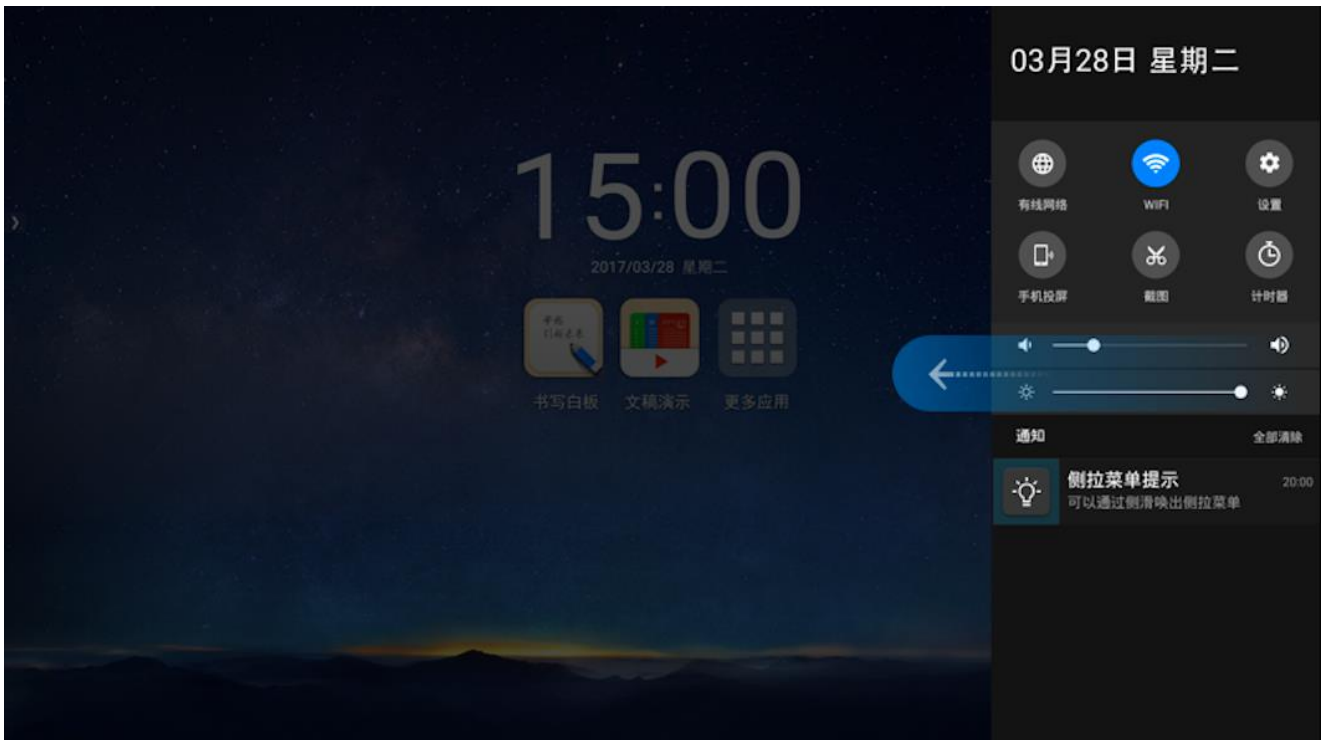 03月28日 星期二
15:00
2017/03/28 星期二
书写白板
文稿演示
更多应用
有线网络
WIFI
设置
手机投屏
截图
计时器
通知
全部清除
侧拉菜单提示
20:00
可以通过侧滑唤出侧拉菜单